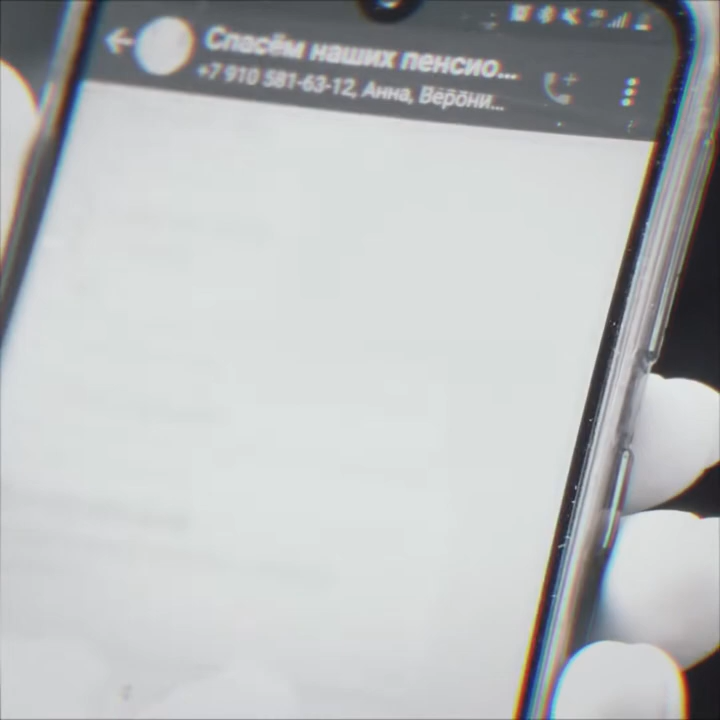 Спасём наших пенсио...
+7 910 581-63-12, Анна, Верони...